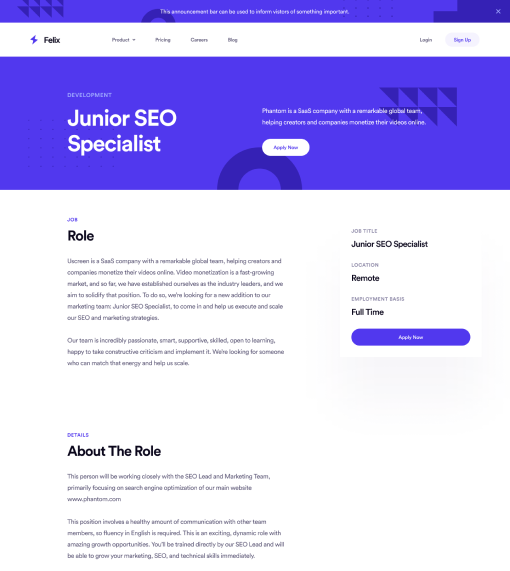 This announcement bar can be used to inform vistors of something important.
Felix
Product
Pricing
Careers
Blog
Login
Sign Up
DEVELOPMENT
Junior SEO
Specialist
Phantom is a SaaS company with a remarkable global team,
helping creators and companies monetize their videos online.
Apply Now
JOB
Role
Uscreen is a SaaS company with a remarkable global team, helping creators and
companies monetize their videos online. Video monetization is a fast-growing
market, and so far, we have established ourselves as the industry leaders, and we
aim to solidify that position. To do so, we're looking for a new addition to our
marketing team: Junior SEO Specialist, to come in and help us execute and scale
our SEO and marketing strategies.
Our team is incredibly passionate, smart, supportive, skilled, open to learning,
happy to take constructive criticism and implement it. We're looking for someone
who can match that energy and help us scale.
JOB TITLE
Junior SEO Specialist
LOCATION
Remote
EMPLOYMENT BASIS
Full Time
Apply Now
DETAILS
About The Role
This person will be working closely with the SEO Lead and Marketing Team,
primarily focusing on search engine optimization of our main website
www.phantom.com
This position involves a healthy amount of communication with other team
members, so fluency in English is required. This is an exciting, dynamic role with
amazing growth opportunities. You'll be trained directly by our SEO Lead and will
be able to grow your marketing, SEO, and technical skills immediately.